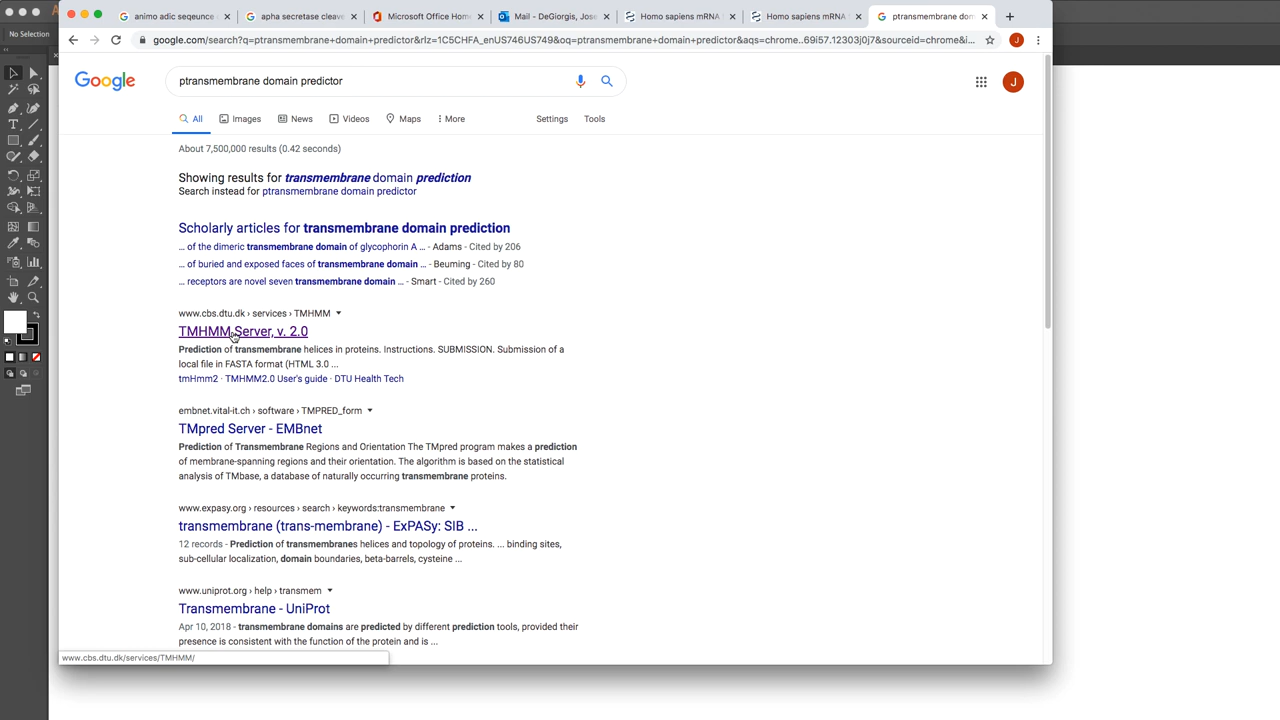 No Selection
animo adic seqeunce
apha secretase cleave
Microsoft Office Home
Mail - DeGiorgis, Jose
Homo sapiens mRNA
Homo sapiens mRNA
ptransmembrane dom
google.com/search?q=ptransmembrane+domain+predictor&rlz=1C5CHFA_enUS746US749&oq=ptransmembrane+domain+predictor&aqs=chrome..69i57.12303j0j7&sourceid=chrome&i...
J
Google
ptransmembrane domain predictor
J
All Images News Videos Maps More Settings Tools
About 7,500,000 results (0.42 seconds)
Showing results for transmembrane domain prediction
Search instead for ptransmembrane domain predictor
Scholarly articles for transmembrane domain prediction
... of the dimeric transmembrane domain of glycophorin A ... - Adams - Cited by 206
... of buried and exposed faces of transmembrane domain ... - Beuming - Cited by 80
... receptors are novel seven transmembrane domain ... - Smart - Cited by 260
www.cbs.dtu.dk › services › TMHMM
TMHMM Server, v. 2.0
Prediction of transmembrane helices in proteins. Instructions. SUBMISSION. Submission of a
local file in FASTA format (HTML 3.0 ...
tmHmm2 · TMHMM2.0 User's guide · DTU Health Tech
embnet.vital-it.ch › software › TMPRED_form
TMpred Server - EMBnet
Prediction of Transmembrane Regions and Orientation The TMpred program makes a prediction
of membrane-spanning regions and their orientation. The algorithm is based on the statistical
analysis of TMbase, a database of naturally occurring transmembrane proteins.
www.expasy.org › resources › search › keywords:transmembrane
transmembrane (trans-membrane) - ExPASy: SIB ...
12 records - Prediction of transmembranes helices and topology of proteins. ... binding sites,
sub-cellular localization, domain boundaries, beta-barrels, cysteine ...
www.uniprot.org › help › transmem
Transmembrane - UniProt
Apr 10, 2018 - transmembrane domains are predicted by different prediction tools, provided their
presence is consistent with the function of the protein and is ...
www.cbs.dtu.dk/services/TMHMM/